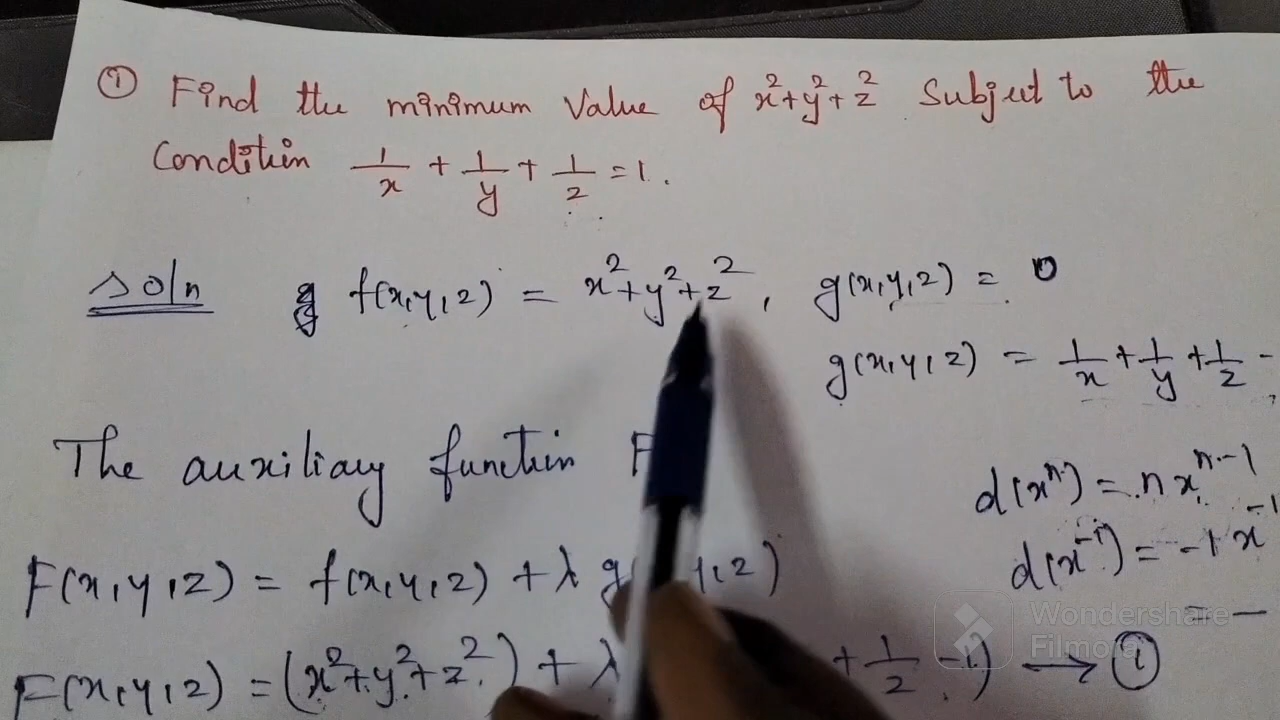 ① Find the minimum value of x²+y²+z² Subject to the
Condition 1/x + 1/y + 1/z = 1.
Soln f(x,y,z) = x²+y²+z², g(x,y,z) = 0
g(x,y,z) = 1/x + 1/y + 1/z -
The auxiliary function F
d(xⁿ) = n xⁿ⁻¹
F(x,y,z) = f(x,y,z) + λ g( y,z)
d(x⁻¹) = -1 x⁻¹
= -
F(x,y,z) = (x²+y²+z²) + λ + 1/z -1) → ①
Wondershare
Filmora